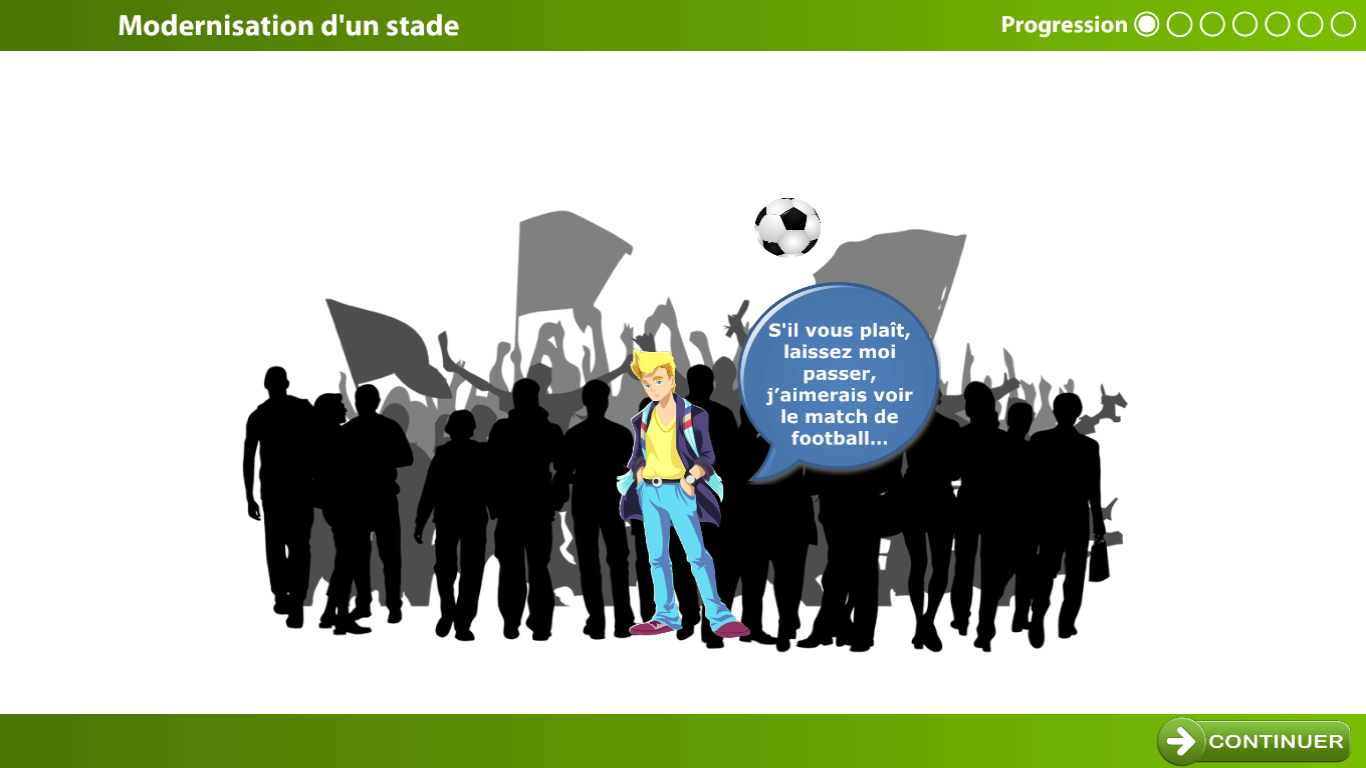 Modernisation d'un stade
Progression
S'il vous plaît,
laissez moi
passer,
j’aimerais voir
le match de
football...
CONTINUER